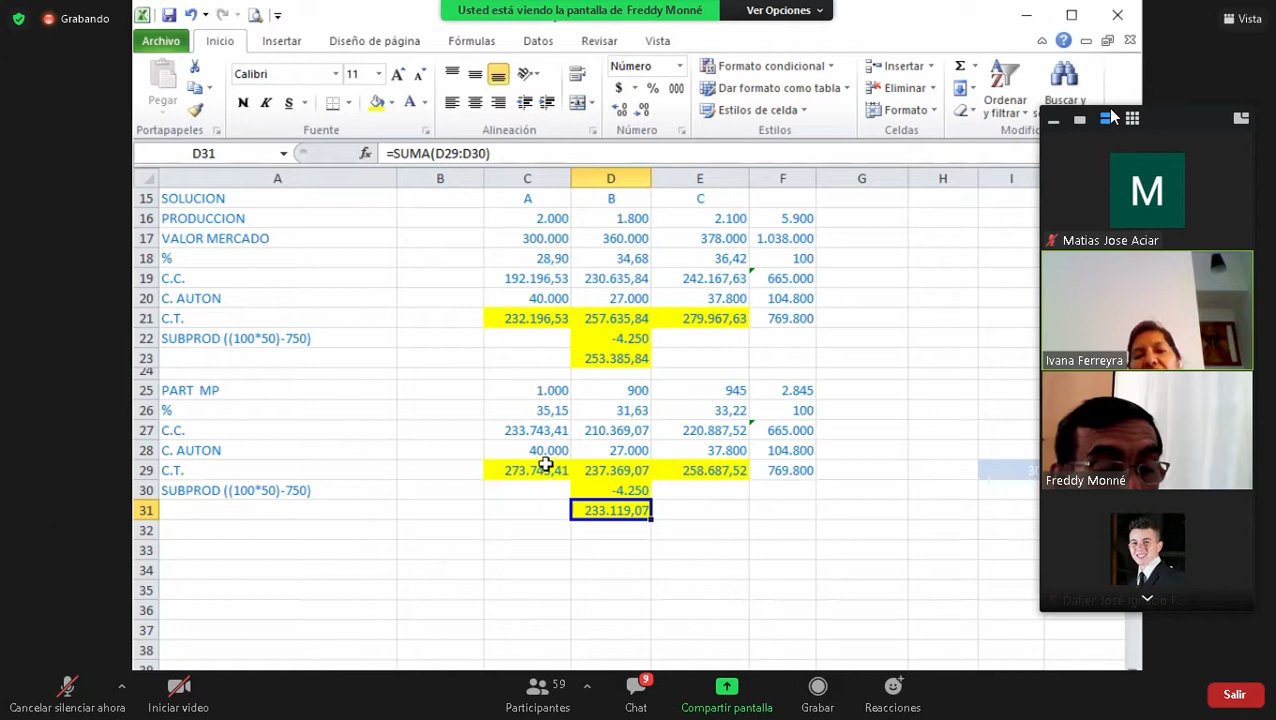 Grabando
Usted está viendo la pantalla de Freddy Monné
Ver Opciones
Vista
Archivo Inicio Insertar Diseño de página Fórmulas Datos Revisar Vista
Pegar
Calibri 11
N K S
Número
$ % 000
Formato condicional
Dar formato como tabla
Estilos de celda
Insertar
Eliminar
Formato
Ordenar
y filtrar
Buscar y
Portapapeles Fuente Alineación Número Estilos Celdas Modific
D31 fx =SUMA(D29:D30)
A B C D E F G H I
15 SOLUCION A B C
16 PRODUCCION 2.000 1.800 2.100 5.900
17 VALOR MERCADO 300.000 360.000 378.000 1.038.000
18 % 28,90 34,68 36,42 100
19 C.C. 192.196,53 230.635,84 242.167,63 665.000
20 C. AUTON 40.000 27.000 37.800 104.800
21 C.T. 232.196,53 257.635,84 279.967,63 769.800
22 SUBPROD ((100*50)-750) -4.250
23 253.385,84
24
25 PART MP 1.000 900 945 2.845
26 % 35,15 31,63 33,22 100
27 C.C. 233.743,41 210.369,07 220.887,52 665.000
28 C. AUTON 40.000 27.000 37.800 104.800
29 C.T. 273.743,41 237.369,07 258.687,52 769.800
30 SUBPROD ((100*50)-750) -4.250
31 233.119,07
32
33
34
35
36
37
38
39
M
Matias Jose Aciar
Ivana Ferreyra
Freddy Monné
Daher José Ignacio
Cancelar silenciar ahora
Iniciar video
59
Participantes
9
Chat
Compartir pantalla
Grabar
Reacciones
Salir